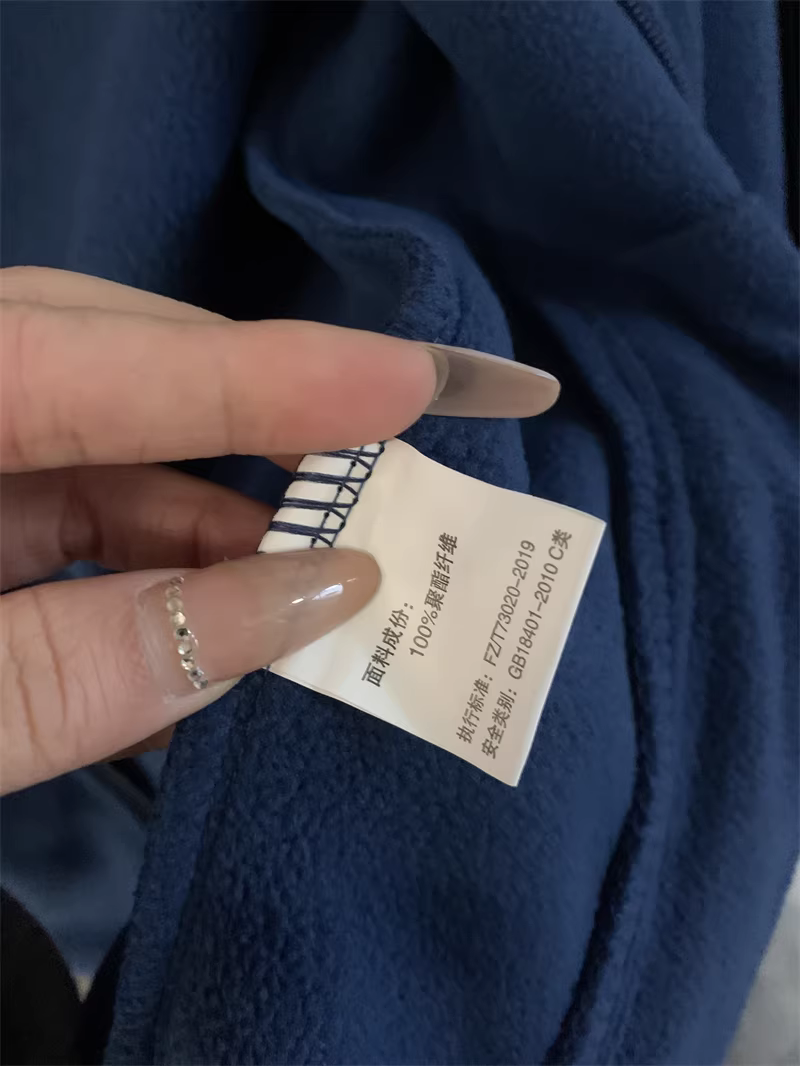 面料成份：
100%聚酯纤维
执行标准：FZ/T73020-2019
安全类别：GB18401-2010 C类